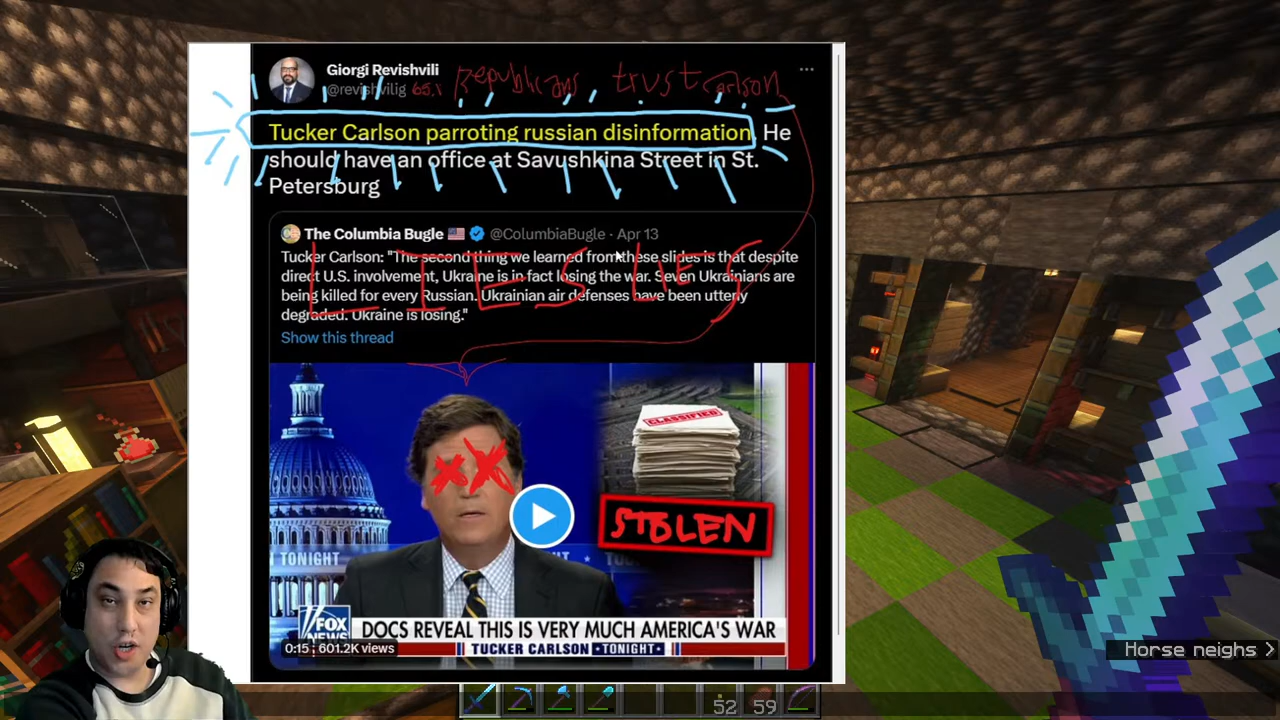 Giorgi Revishvili
@revishvilig
republicans trust Carlson
Tucker Carlson parroting russian disinformation. He
should have an office at Savushkina Street in St.
Petersburg
The Columbia Bugle @ColumbiaBugle · Apr 13
Tucker Carlson: "The second thing we learned from these slides is that despite
direct U.S. involvement, Ukraine is in fact losing the war. Seven Ukrainians are
being killed for every Russian. Ukrainian air defenses have been utterly
degraded. Ukraine is losing."
LIES LIES
Show this thread
CLASSIFIED
STOLEN
TONIGHT
FOX
NEWS
DOCS REVEAL THIS IS VERY MUCH AMERICA'S WAR
0:15 601.2K views
TUCKER CARLSON TONIGHT
Horse neighs >
52 59